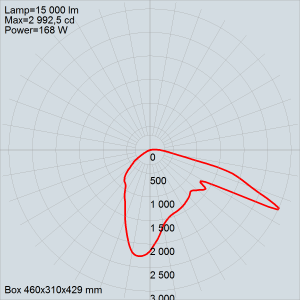 Lamp=15 000 lm
Max=2 992,5 cd
Power=168 W
0
500
1 000
1 500
2 000
2 500
3 000
Box 460x310x429 mm